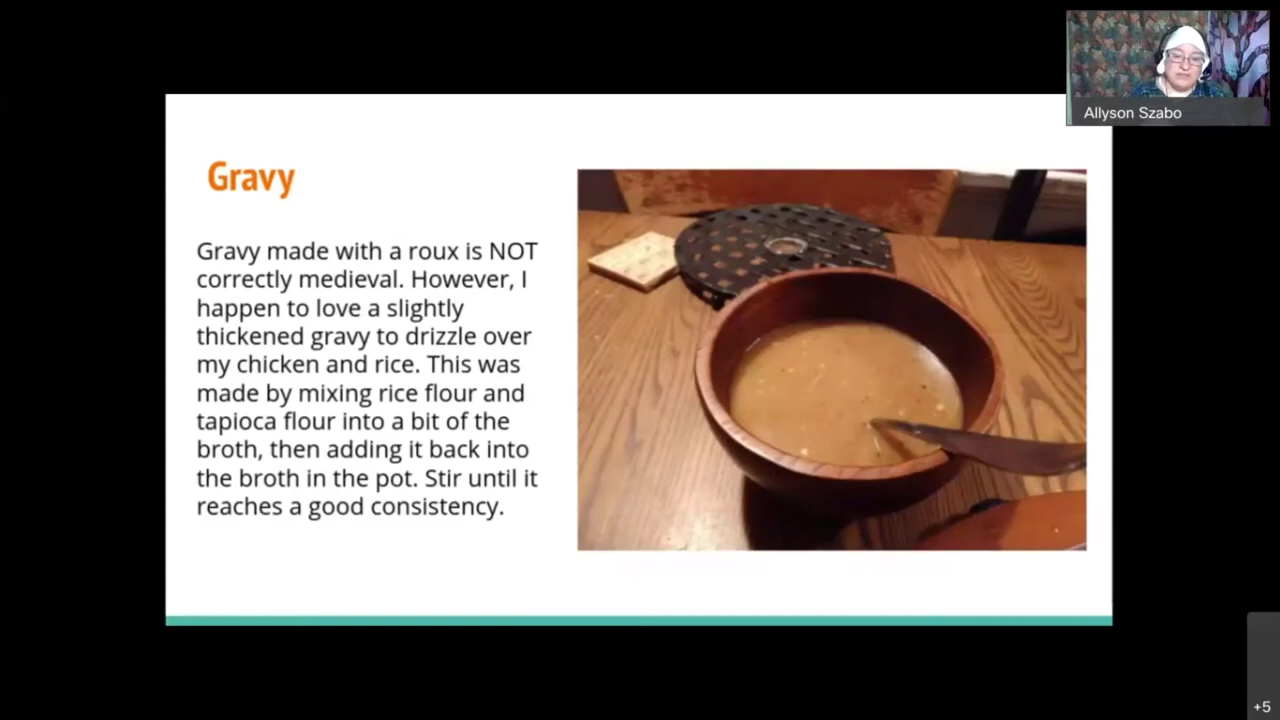 Allyson Szabo
Gravy
Gravy made with a roux is NOT
correctly medieval. However, I
happen to love a slightly
thickened gravy to drizzle over
my chicken and rice. This was
made by mixing rice flour and
tapioca flour into a bit of the
broth, then adding it back into
the broth in the pot. Stir until it
reaches a good consistency.
+5